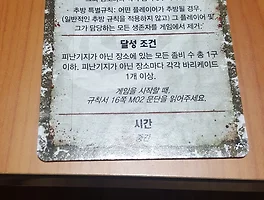 · 추방 특별규칙: 어떤 플레이어가 추방될 경우,
(일반적인 추방 규칙을 적용하지 않고) 그 플레이어 및
그가 담당하는 모든 생존자를 게임에서 제거.
달성 조건
피난기지가 아닌 장소에 있는 모든 좀비 수 총 1구
이하. 피난기지가 아닌 장소마다 각각 바리케이드
1개 이상.
게임을 시작할 때,
규칙서 16쪽 M02 문단을 읽어주세요.
시간
중간